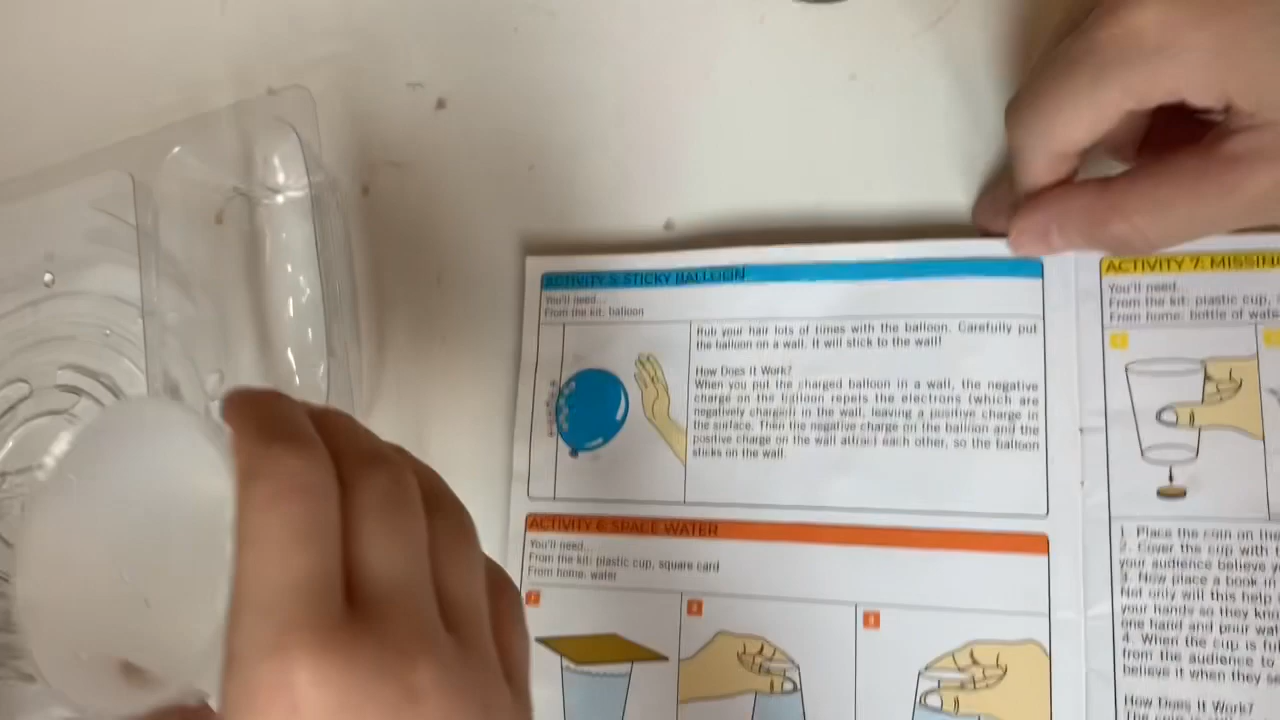 ACTIVITY 5: STICKY BALLOON
You'll need...
From the kit: balloon
Rub your hair lots of times with the balloon. Carefully put
the balloon on a wall. It will stick to the wall!
How Does It Work?
When you put the charged balloon in a wall, the negative
charge on the balloon repels the electrons (which are
negatively charged) in the wall, leaving a positive charge in
the surface. Then the negative charge on the balloon and the
positive charge on the wall attract each other, so the balloon
sticks on the wall.
ACTIVITY 6: SPACE WATER
You'll need...
From the kit: plastic cup, square card
From home: water
ACTIVITY 7: MISSIN
You'll need...
From the kit: plastic cup,
From home: bottle of wate
1. Place the coin on the
2. Cover the cup with
your audience believe
3. Now place a book in
Not only will this help
your hands so they kno
one hand and pour wat
4. When the cup is ful
from the audience to
believe it when they se
How Does It Work?